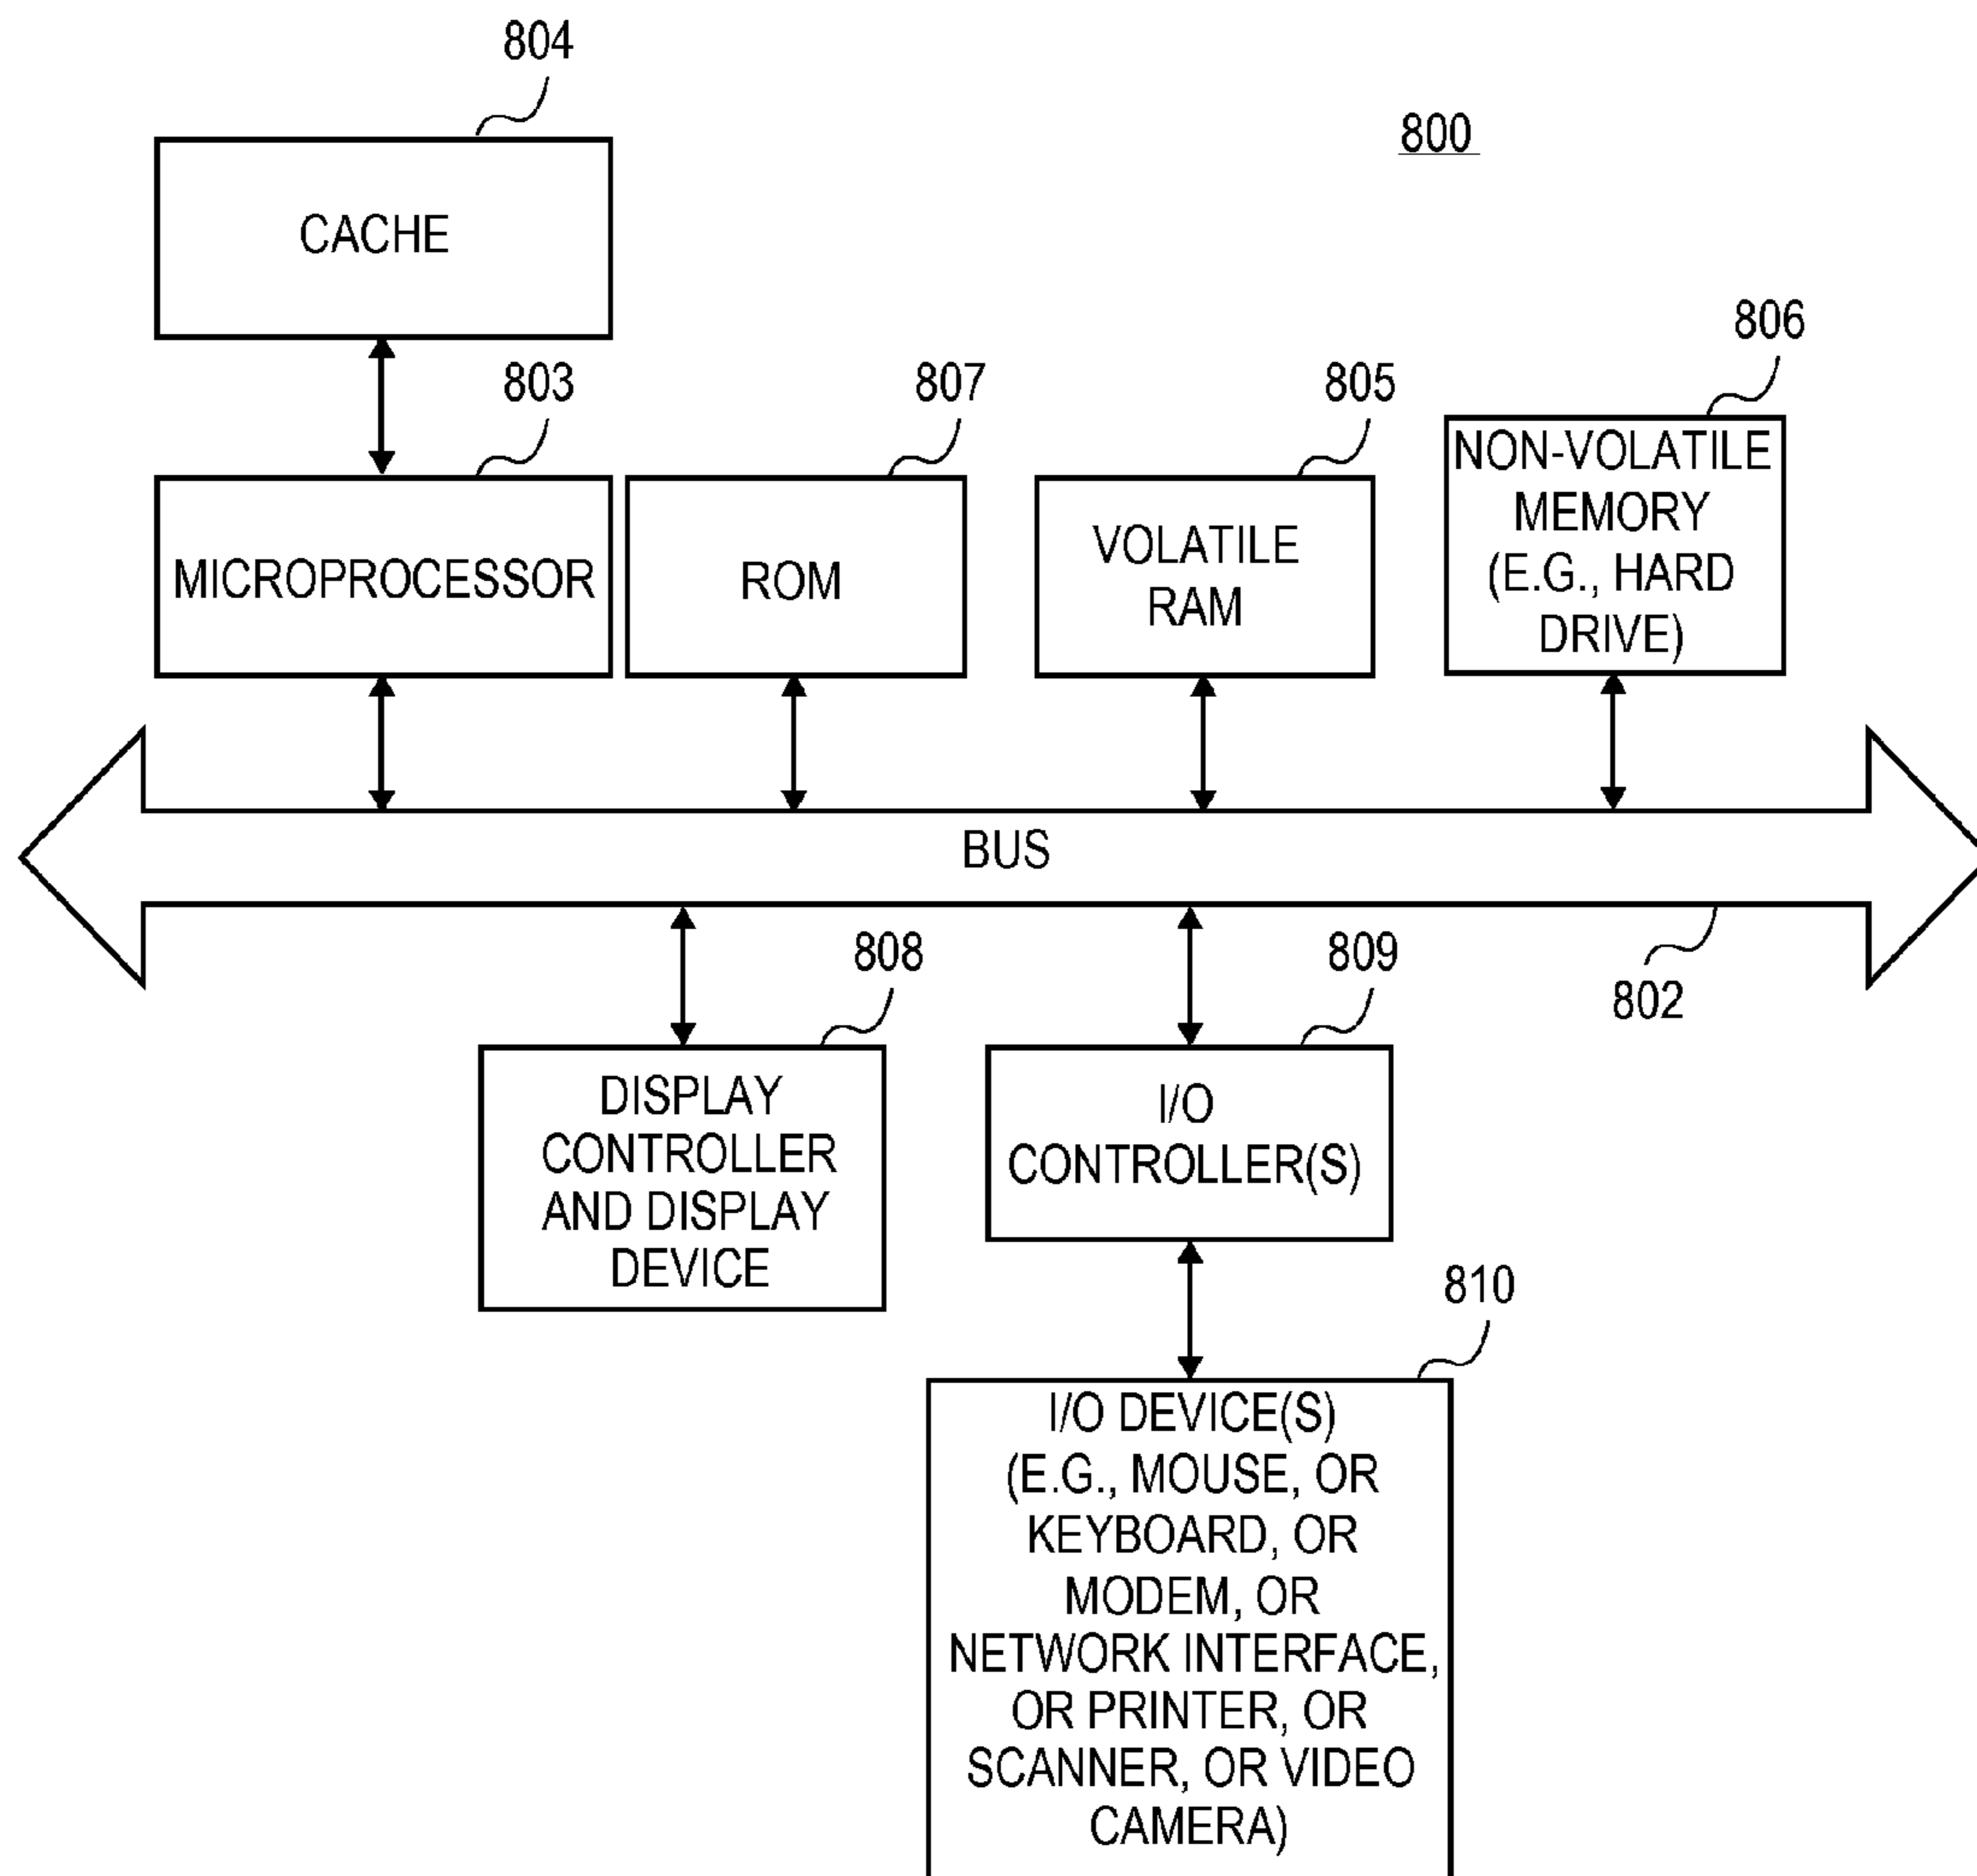 804
800
CACHE
806
803
807
805
MICROPROCESSOR
ROM
VOLATILE
RAM
NON-VOLATILE
MEMORY
(E.G., HARD
DRIVE)
BUS
802
808
809
DISPLAY
CONTROLLER
AND DISPLAY
DEVICE
I/O
CONTROLLER(S)
810
I/O DEVICE(S)
(E.G., MOUSE, OR
KEYBOARD, OR
MODEM, OR
NETWORK INTERFACE,
OR PRINTER, OR
SCANNER, OR VIDEO
CAMERA)